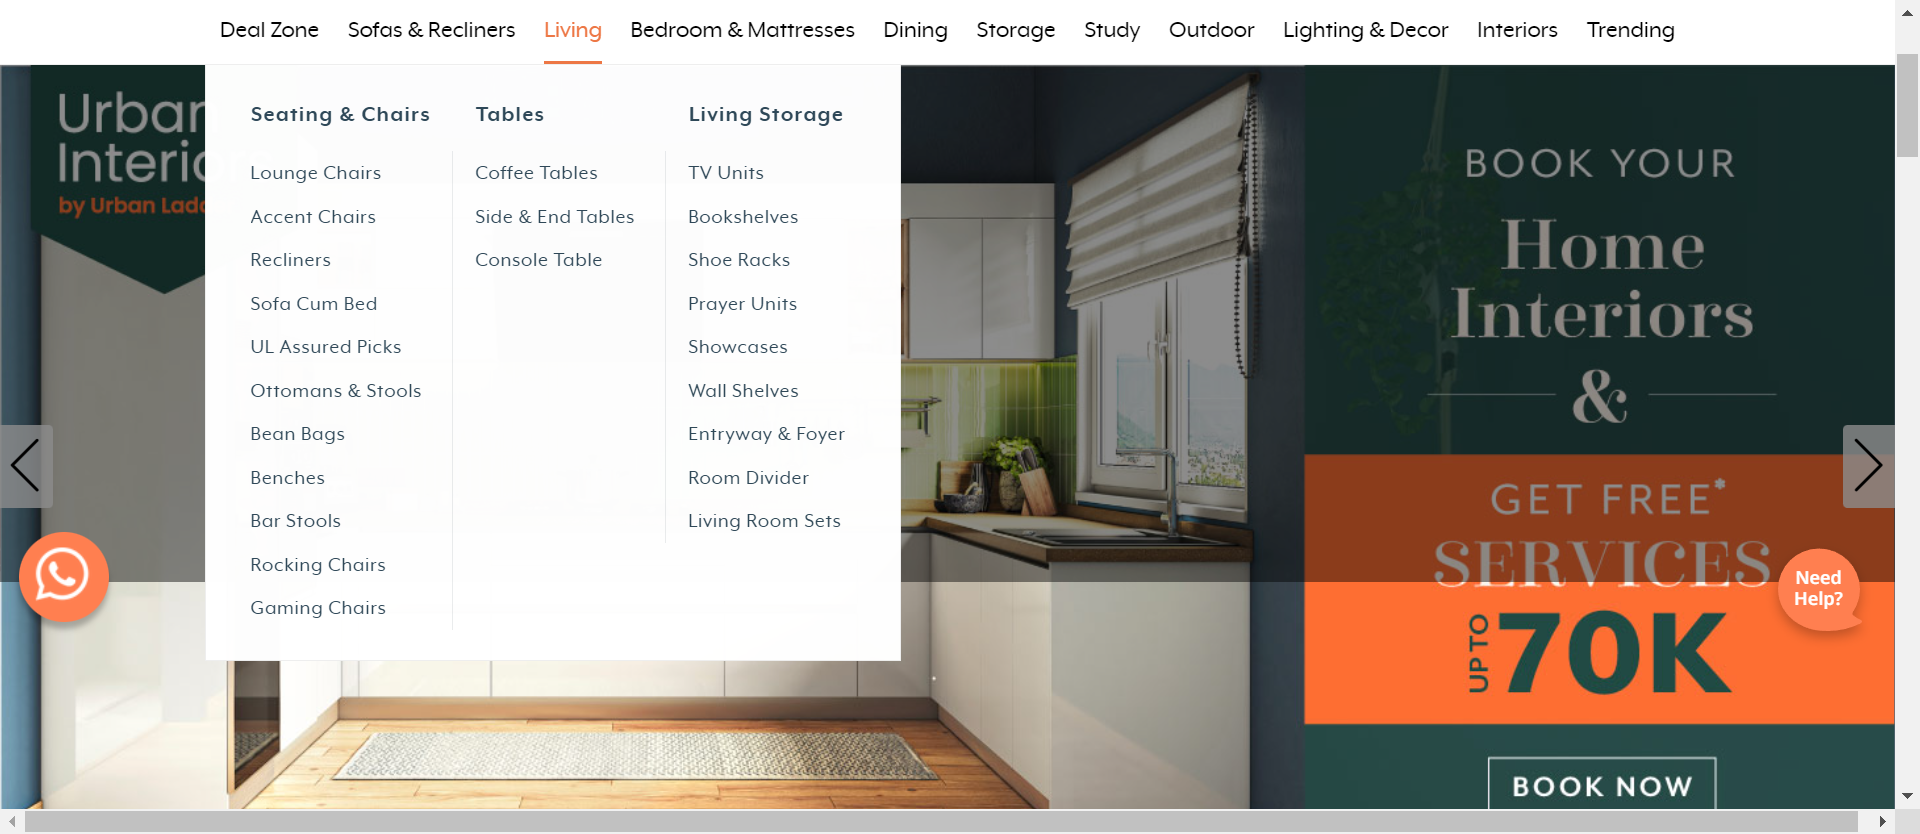 Deal Zone
Sofas & Recliners
Living
Bedroom & Mattresses
Dining
Storage
Study
Outdoor
Lighting & Decor
Interiors
Trending
Urban
Interio
by Urban Lado
Seating & Chairs
Lounge Chairs
Accent Chairs
Recliners
Sofa Cum Bed
UL Assured Picks
Ottomans & Stools
Bean Bags
Benches
Bar Stools
Rocking Chairs
Gaming Chairs
Tables
Coffee Tables
Side & End Tables
Console Table
Living Storage
TV Units
Bookshelves
Shoe Racks
Prayer Units
Showcases
Wall Shelves
Entryway & Foyer
Room Divider
Living Room Sets
BOOK YOUR
Home
Interiors
&
GET FREE*
SERVICES
UP TO
70K
BOOK NOW
Need
Help?